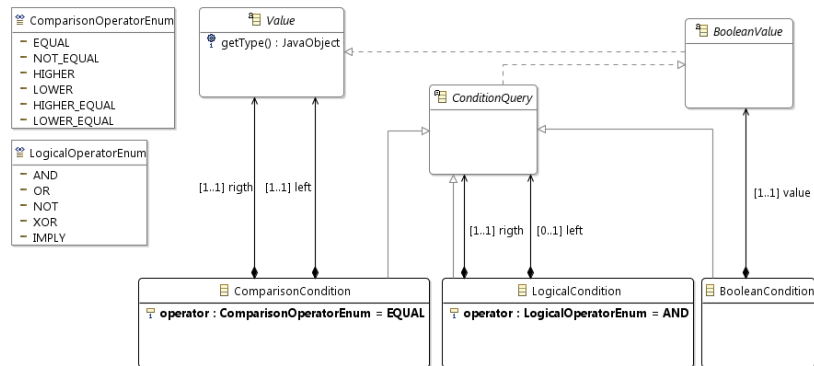 ComparisonOperatorEnum
EQUAL
NOT_EQUAL
HIGHER
LOWER
HIGHER_EQUAL
LOWER_EQUAL
LogicalOperatorEnum
AND
OR
NOT
XOR
IMPLY
Value
getType() : JavaObject
BooleanValue
ConditionQuery
[1..1] rigth
[1..1] left
[1..1] rigth
[0..1] left
[1..1] value
ComparisonCondition
operator : ComparisonOperatorEnum = EQUAL
LogicalCondition
operator : LogicalOperatorEnum = AND
BooleanCondition